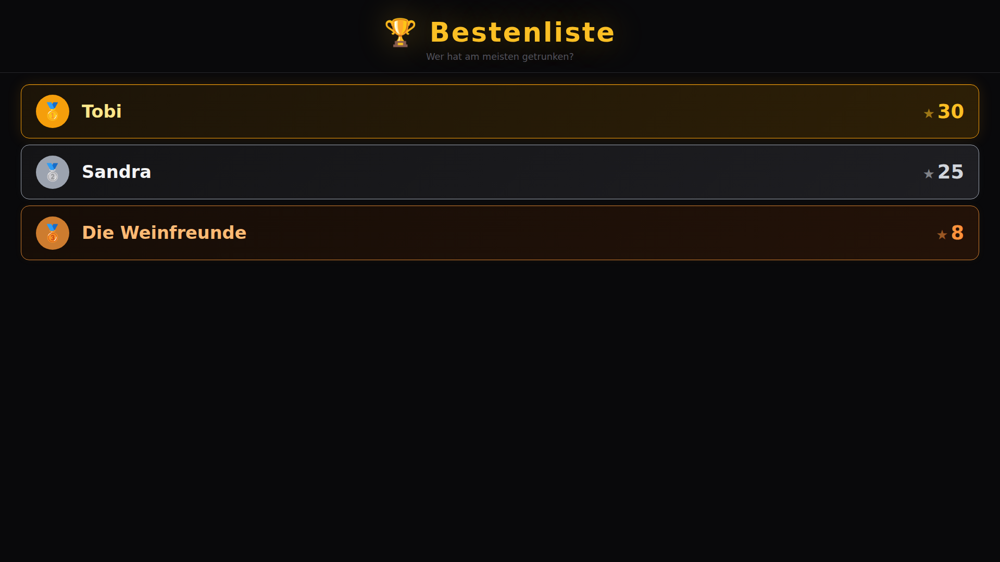 🏆 Bestenliste
Wer hat am meisten getrunken?
🥇 Tobi ★ 30
🥈 Sandra ★ 25
🥉 Die Weinfreunde ★ 8